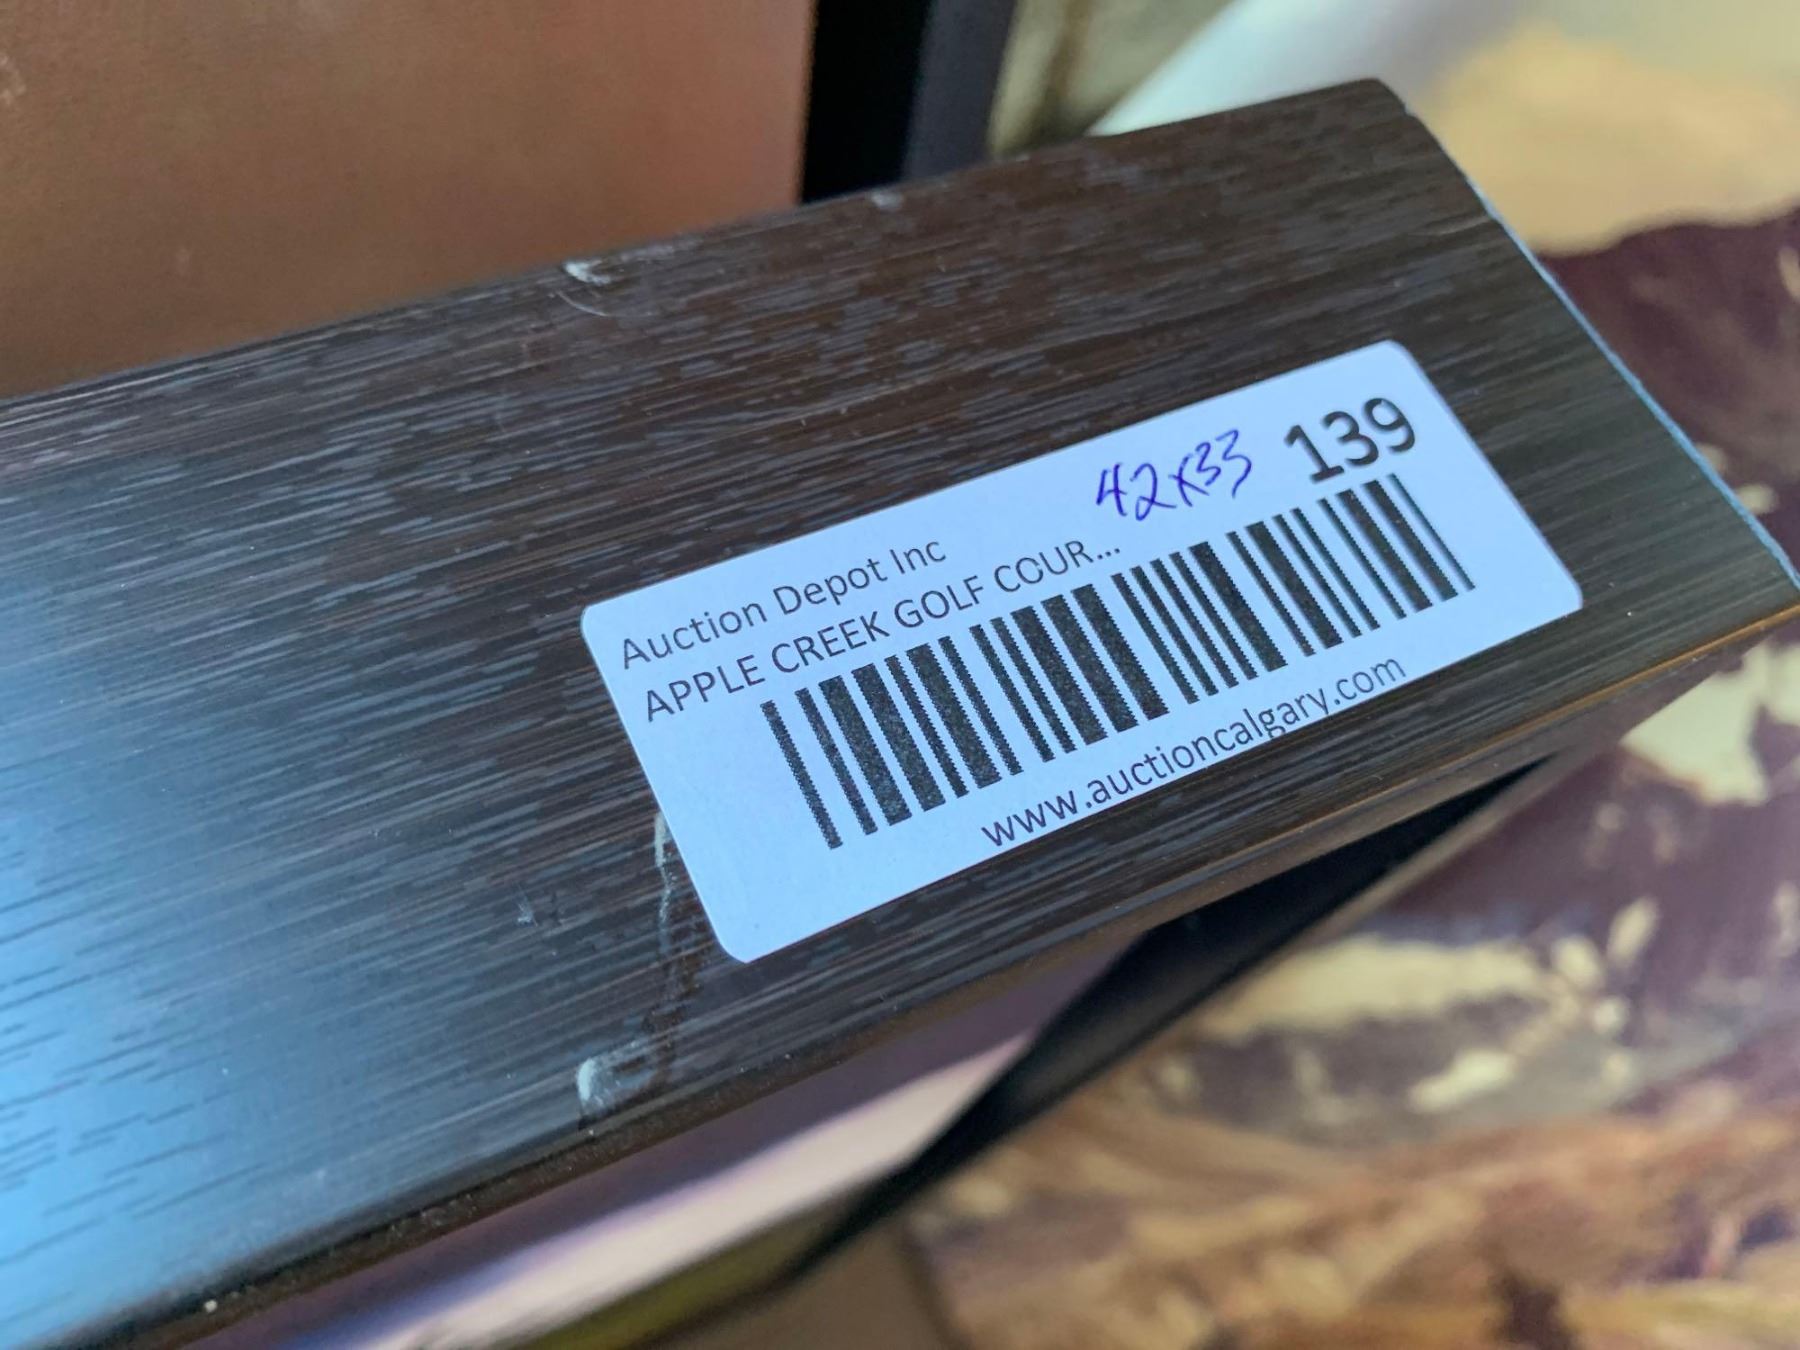 42x33 139
Auction Depot Inc
APPLE CREEK GOLF COUR...
www.auctioncalgary.com